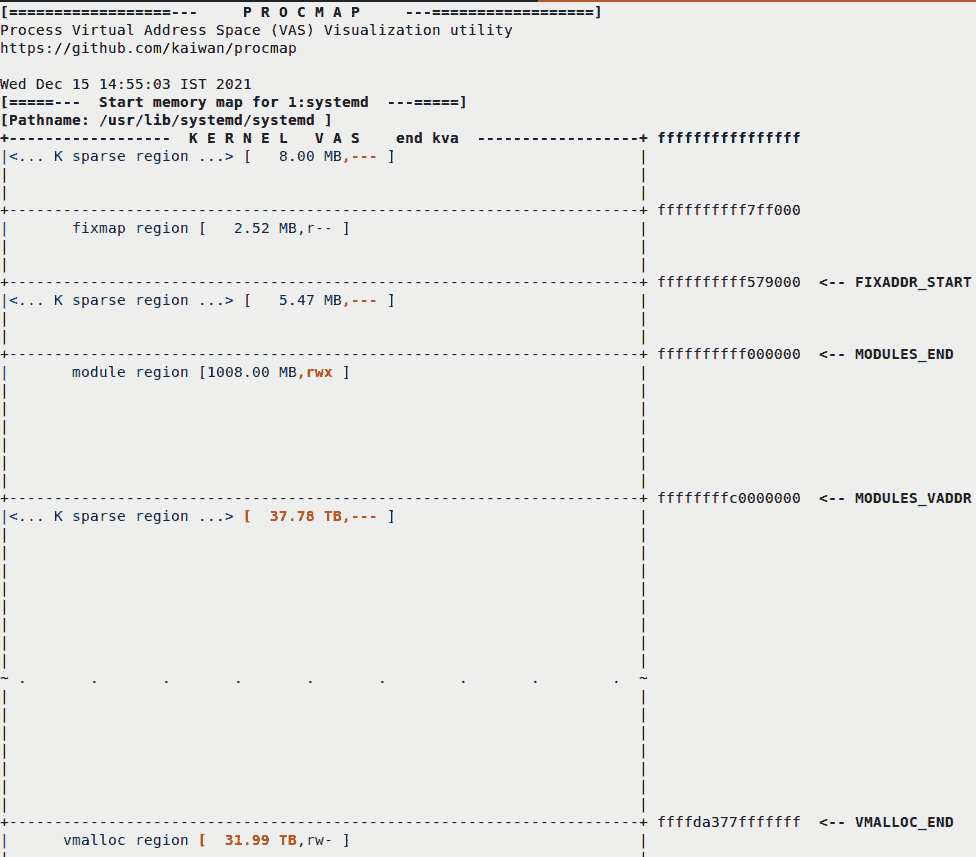 [==================---     P R O C M A P     ---==================]
Process Virtual Address Space (VAS) Visualization utility
https://github.com/kaiwan/procmap

Wed Dec 15 14:55:03 IST 2021
[=====---  Start memory map for 1:systemd  ---=====]
[Pathname: /usr/lib/systemd/systemd ]
+------------------  K E R N E L   V A S    end kva  ------------------+ ffffffffffffffff
|<... K sparse region ...> [   8.00 MB,--- ]                           |
|                                                                      |
|                                                                      |
+----------------------------------------------------------------------+ ffffffffff7ff000
|       fixmap region [   2.52 MB,r-- ]                                |
|                                                                      |
|                                                                      |
+----------------------------------------------------------------------+ ffffffffff579000  <-- FIXADDR_START
|<... K sparse region ...> [   5.47 MB,--- ]                           |
|                                                                      |
|                                                                      |
+----------------------------------------------------------------------+ ffffffffff000000  <-- MODULES_END
|       module region [1008.00 MB,rwx ]                                |
|                                                                      |
|                                                                      |
|                                                                      |
|                                                                      |
|                                                                      |
|                                                                      |
+----------------------------------------------------------------------+ ffffffffc0000000  <-- MODULES_VADDR
|<... K sparse region ...> [  37.78 TB,--- ]                           |
|                                                                      |
|                                                                      |
|                                                                      |
|                                                                      |
|                                                                      |
|                                                                      |
|                                                                      |
|                                                                      |
~ .       .       .       .       .       .        .       .        .  ~
|                                                                      |
|                                                                      |
|                                                                      |
|                                                                      |
|                                                                      |
|                                                                      |
|                                                                      |
+----------------------------------------------------------------------+ ffffda377fffffff  <-- VMALLOC_END
|      vmalloc region [  31.99 TB,rw- ]                                |